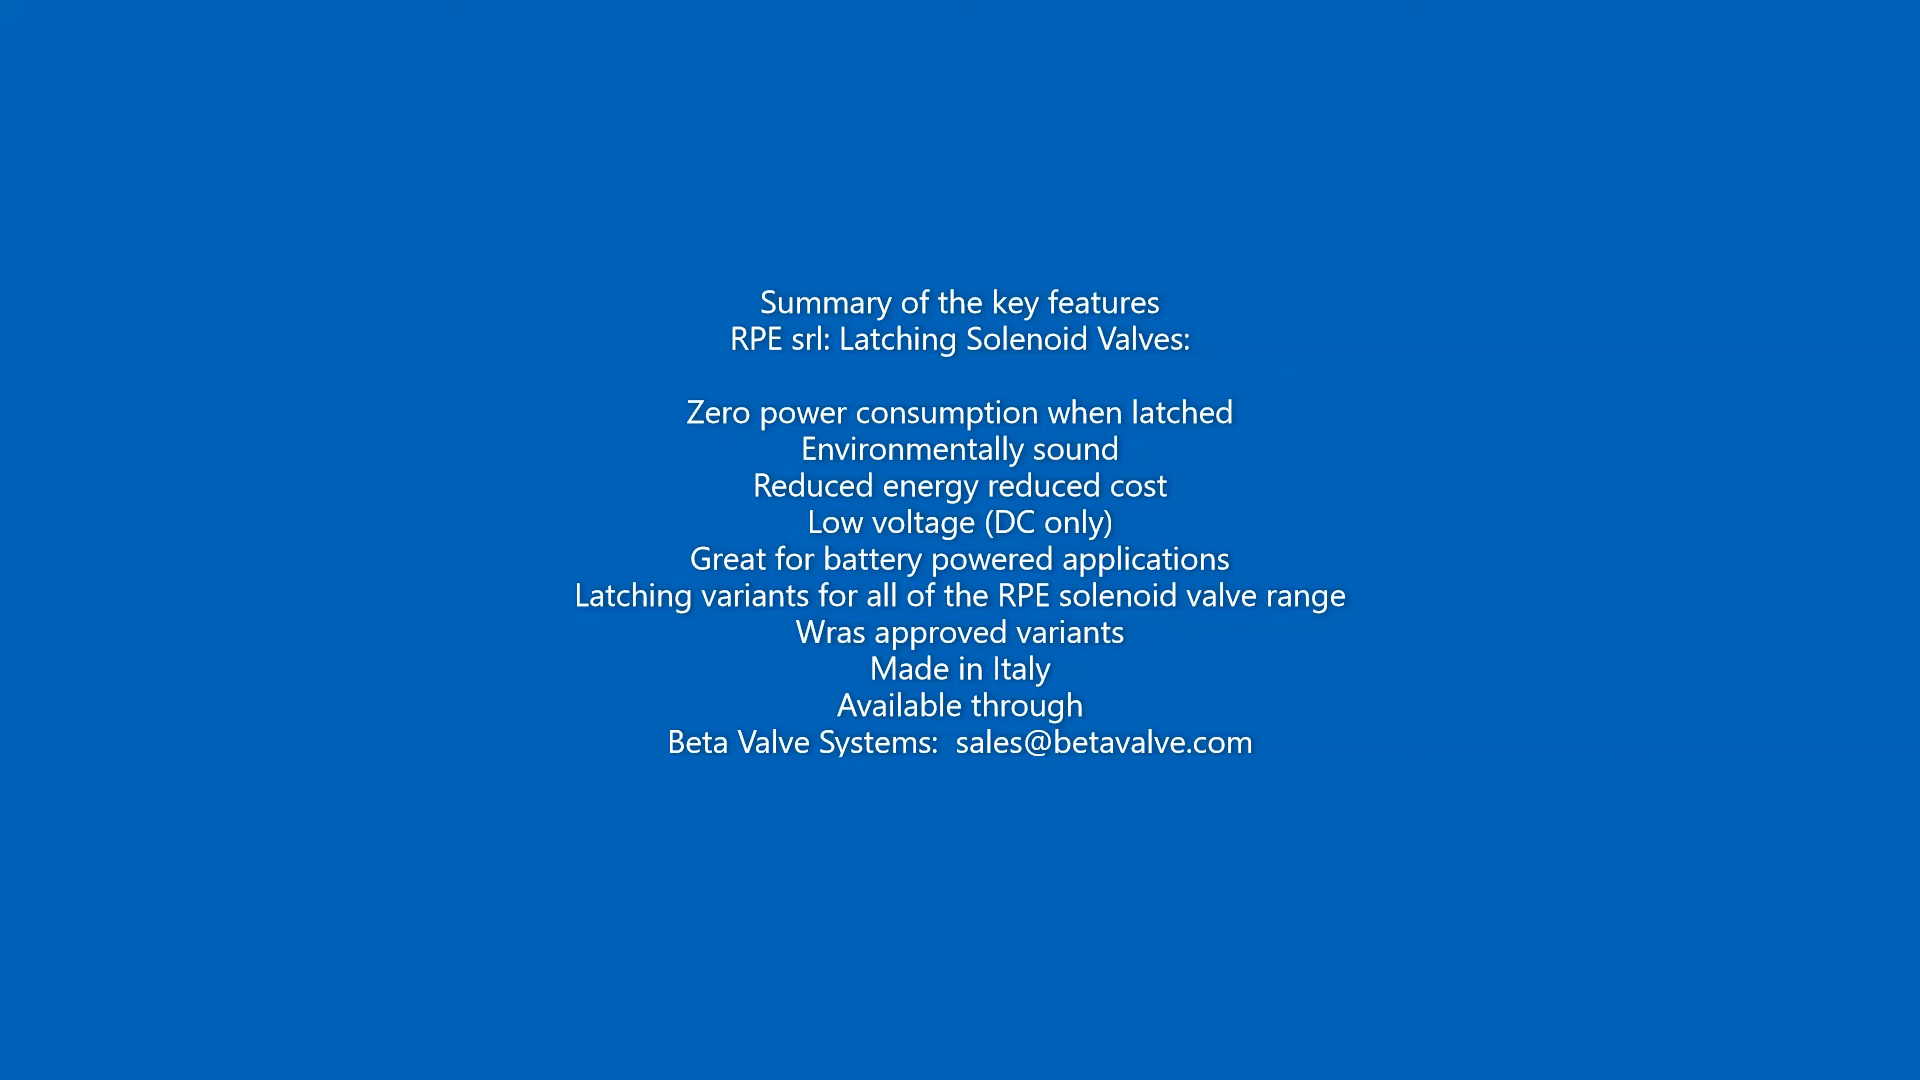 Summary of the key features
RPE srl: Latching Solenoid Valves:
Zero power consumption when latched
Environmentally sound
Reduced energy reduced cost
Low voltage (DC only)
Great for battery powered applications
Latching variants for all of the RPE solenoid valve range
Wras approved variants
Made in Italy
Available through
Beta Valve Systems:  sales@betavalve.com